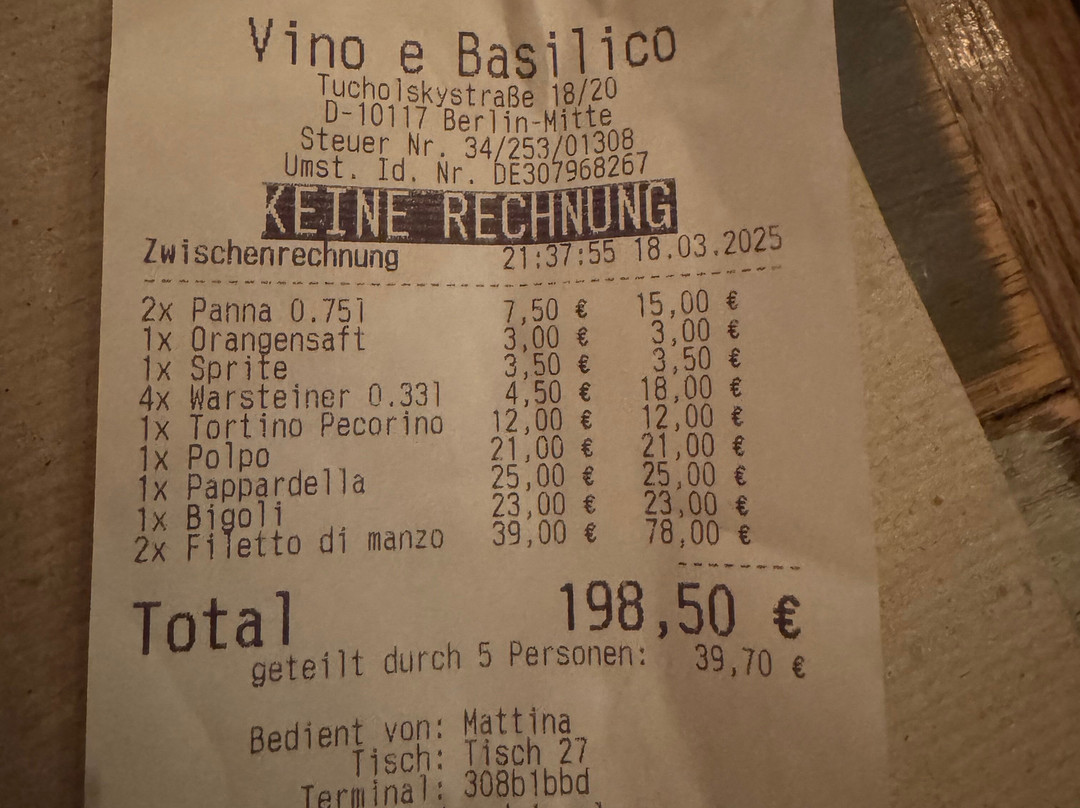 Vino e Basilico
Tucholskystraße 18/20
D-10117 Berlin-Mitte
Steuer Nr. 34/253/01308
Umst. Id. Nr. DE307968267
KEINE RECHNUNG
Zwischenrechnung 21:37:55 18.03.2025
2x Panna 0.75l 7,50 € 15,00 €
1x Orangensaft 3,00 € 3,00 €
1x Sprite 3,50 € 3,50 €
4x Warsteiner 0.33l 4,50 € 18,00 €
1x Tortino Pecorino 12,00 € 12,00 €
1x Polpo 21,00 € 21,00 €
1x Pappardella 25,00 € 25,00 €
1x Bigoli 23,00 € 23,00 €
2x Filetto di manzo 39,00 € 78,00 €
Total 198,50 €
geteilt durch 5 Personen: 39,70 €
Bedient von: Mattina
Tisch: Tisch 27
Terminal: 308b1bbd